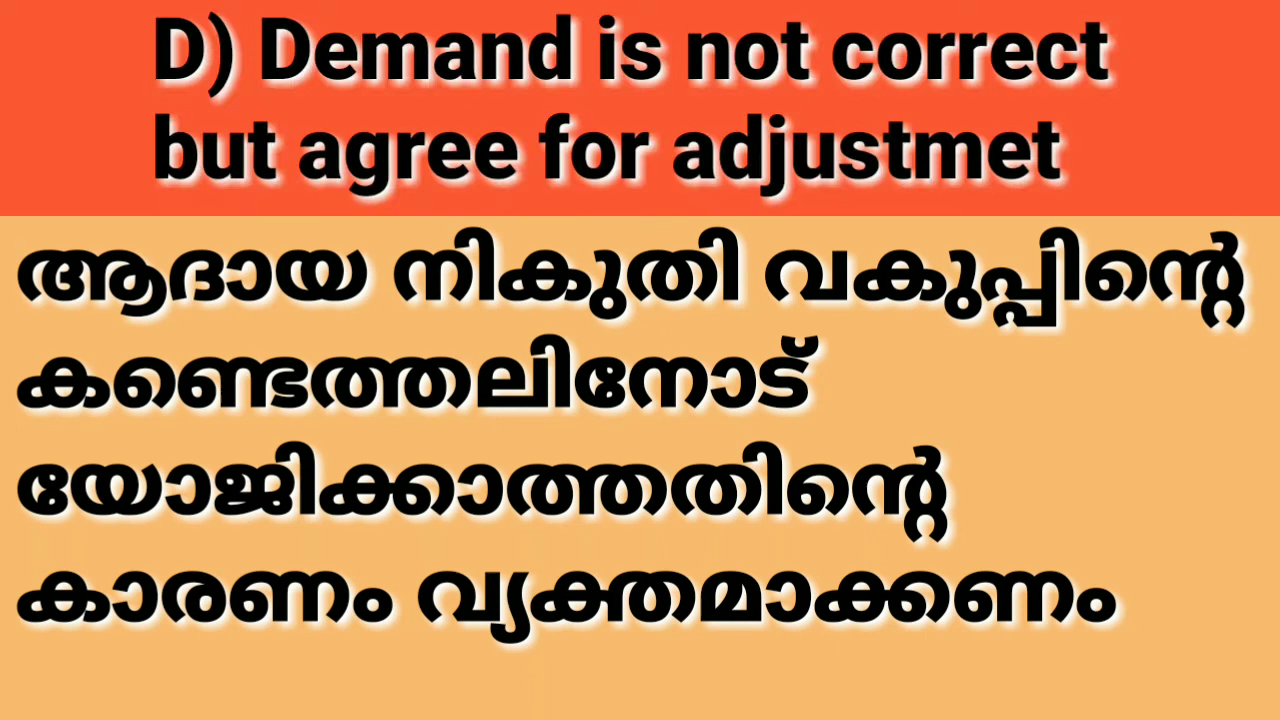 D) Demand is not correct
but agree for adjustmet
ആദായ നികുതി വകുപ്പിന്റെ
കണ്ടെത്തലിനോട്
യോജിക്കാത്തതിന്റെ
കാരണം വ്യക്തമാക്കണം